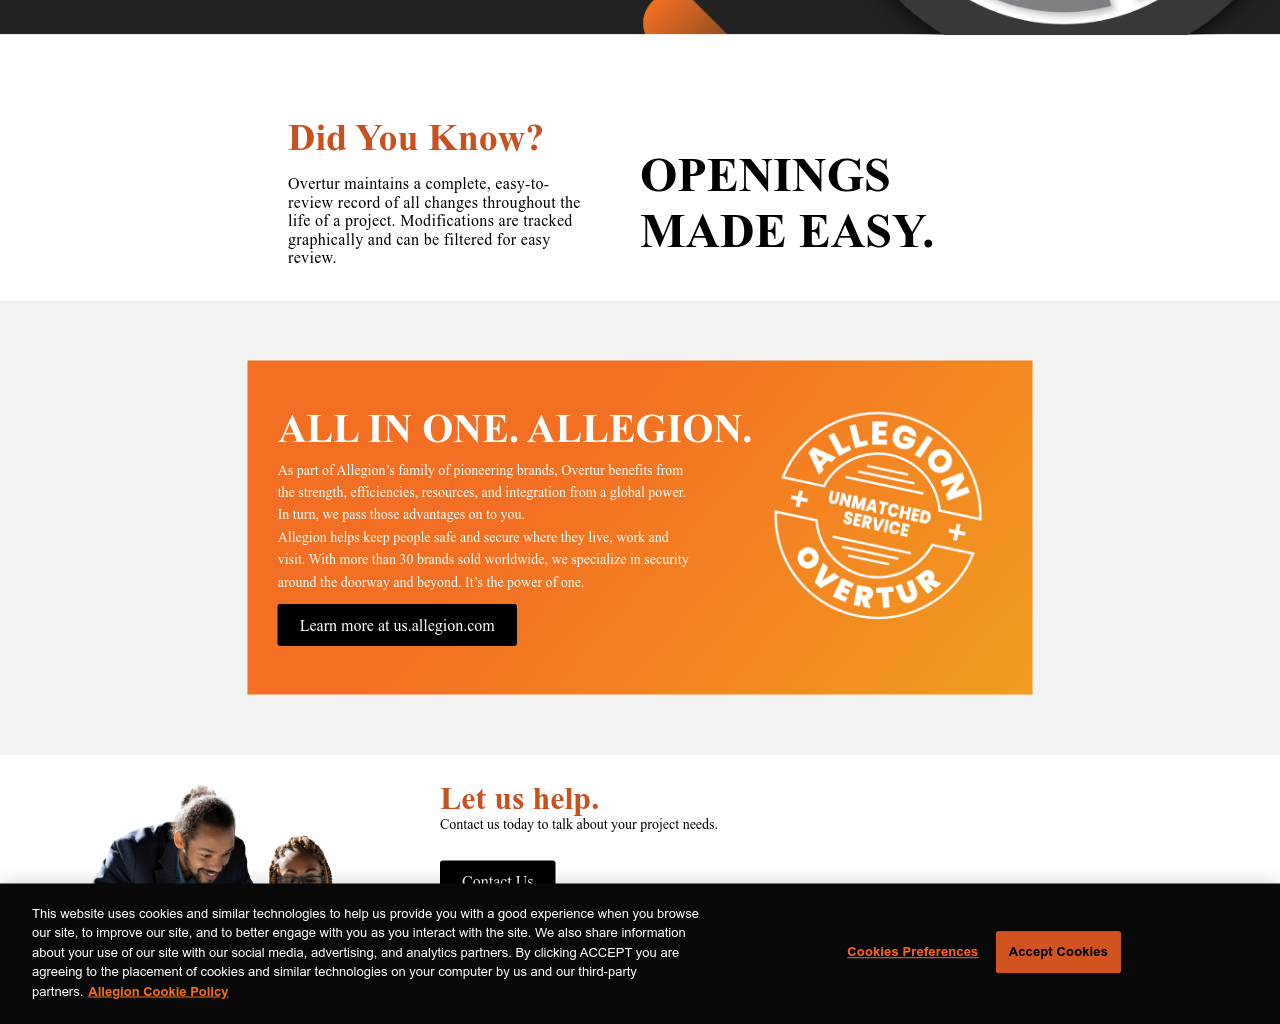 Did You Know?
Overtur maintains a complete, easy-to-
review record of all changes throughout the
life of a project. Modifications are tracked
graphically and can be filtered for easy
review.
OPENINGS
MADE EASY.
ALL IN ONE. ALLEGION.
As part of Allegion’s family of pioneering brands, Overtur benefits from
the strength, efficiencies, resources, and integration from a global power.
In turn, we pass those advantages on to you.
Allegion helps keep people safe and secure where they live, work and
visit. With more than 30 brands sold worldwide, we specialize in security
around the doorway and beyond. It’s the power of one.
Learn more at us.allegion.com
ALLEGION
+ UNMATCHED
SERVICE +
OVERTUR
Let us help.
Contact us today to talk about your project needs.
Contact Us
This website uses cookies and similar technologies to help us provide you with a good experience when you browse
our site, to improve our site, and to better engage with you as you interact with the site. We also share information
about your use of our site with our social media, advertising, and analytics partners. By clicking ACCEPT you are
agreeing to the placement of cookies and similar technologies on your computer by us and our third-party
partners. Allegion Cookie Policy
Cookies Preferences
Accept Cookies